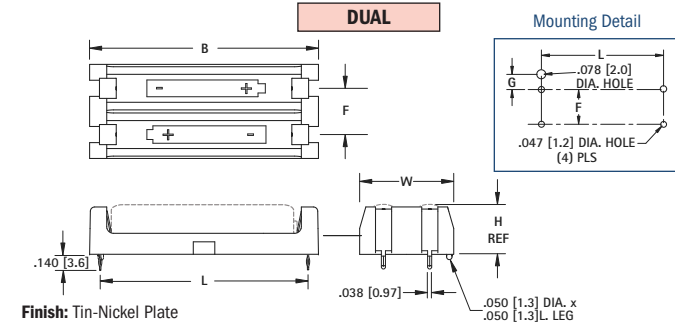 DUAL
Mounting Detail
B
L
.078 [2.0]
DIA. HOLE
G
F
F
.047 [1.2] DIA. HOLE
(4) PLS
- +
+ -
W
H
REF
.140 [3.6]
L
.038 [0.97]
.050 [1.3] DIA. x
.050 [1.3]L. LEG
Finish: Tin-Nickel Plate